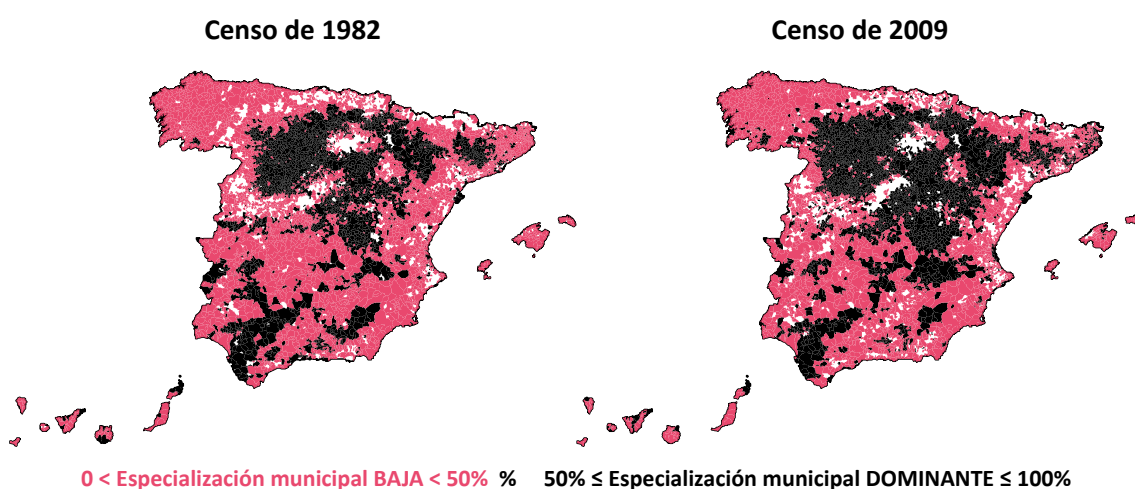 Censo de 1982
Censo de 2009
0 < Especialización municipal BAJA < 50% % 50% ≤ Especialización municipal DOMINANTE ≤ 100%